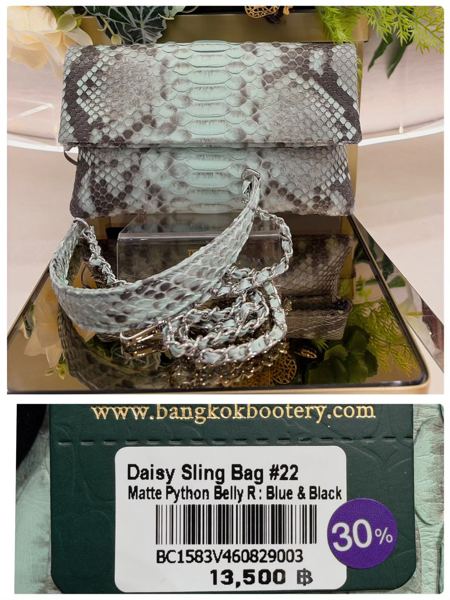 www.bangkokbootery.com
Daisy Sling Bag #22
Matte Python Belly R : Blue & Black
30%
BC1583V460829003
13,500 ฿